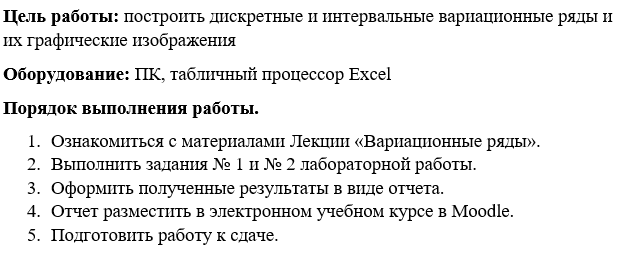 Цель работы: построить дискретные и интервальные вариационные ряды и
их графические изображения
Оборудование: ПК, табличный процессор Excel
Порядок выполнения работы.
1. Ознакомиться с материалами Лекции «Вариационные ряды».
2. Выполнить задания № 1 и № 2 лабораторной работы.
3. Оформить полученные результаты в виде отчета.
4. Отчет разместить в электронном учебном курсе в Moodle.
5. Подготовить работу к сдаче.